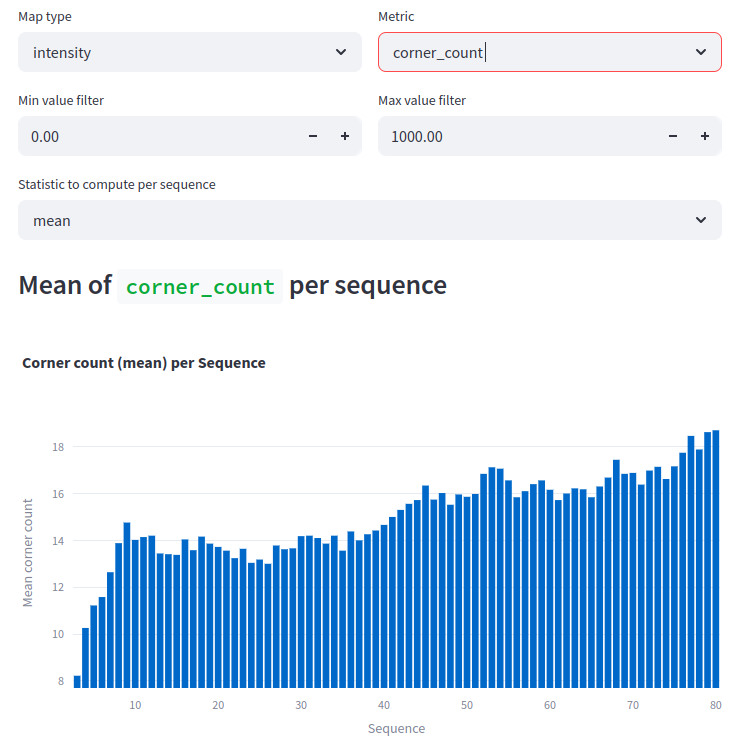 Map type Metric
intensity corner_count
Min value filter Max value filter
0.00 − + 1000.00 − +
Statistic to compute per sequence
mean
Mean of corner_count per sequence
Corner count (mean) per Sequence
Mean corner count
18
16
14
12
10
8
10 20 30 40 50 60 70 80
Sequence